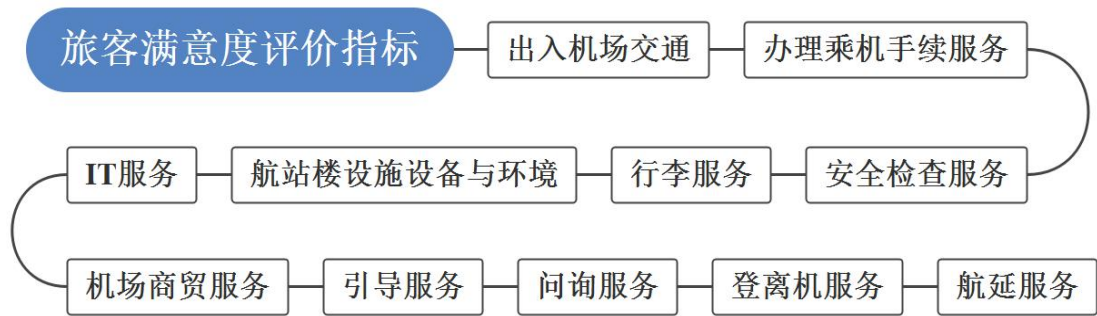 旅客满意度评价指标 出入机场交通 办理乘机手续服务
IT服务 航站楼设施设备与环境 行李服务 安全检查服务
机场商贸服务 引导服务 问询服务 登离机服务 航延服务